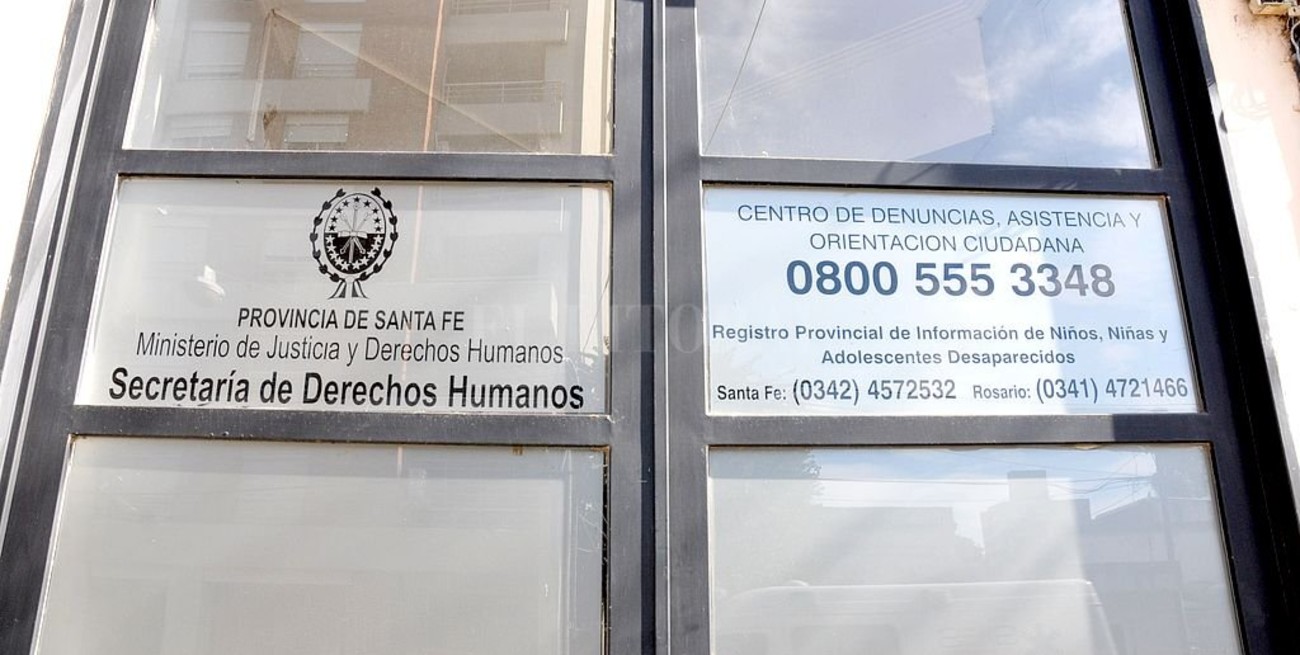 PROVINCIA DE SANTA FE
Ministerio de Justicia y Derechos Humanos
Secretaría de Derechos Humanos
CENTRO DE DENUNCIAS, ASISTENCIA Y
ORIENTACION CIUDADANA
0800 555 3348
Registro Provincial de Información de Niños, Niñas y
Adolescentes Desaparecidos
Santa Fe: (0342) 4572532 Rosario: (0341) 4721466